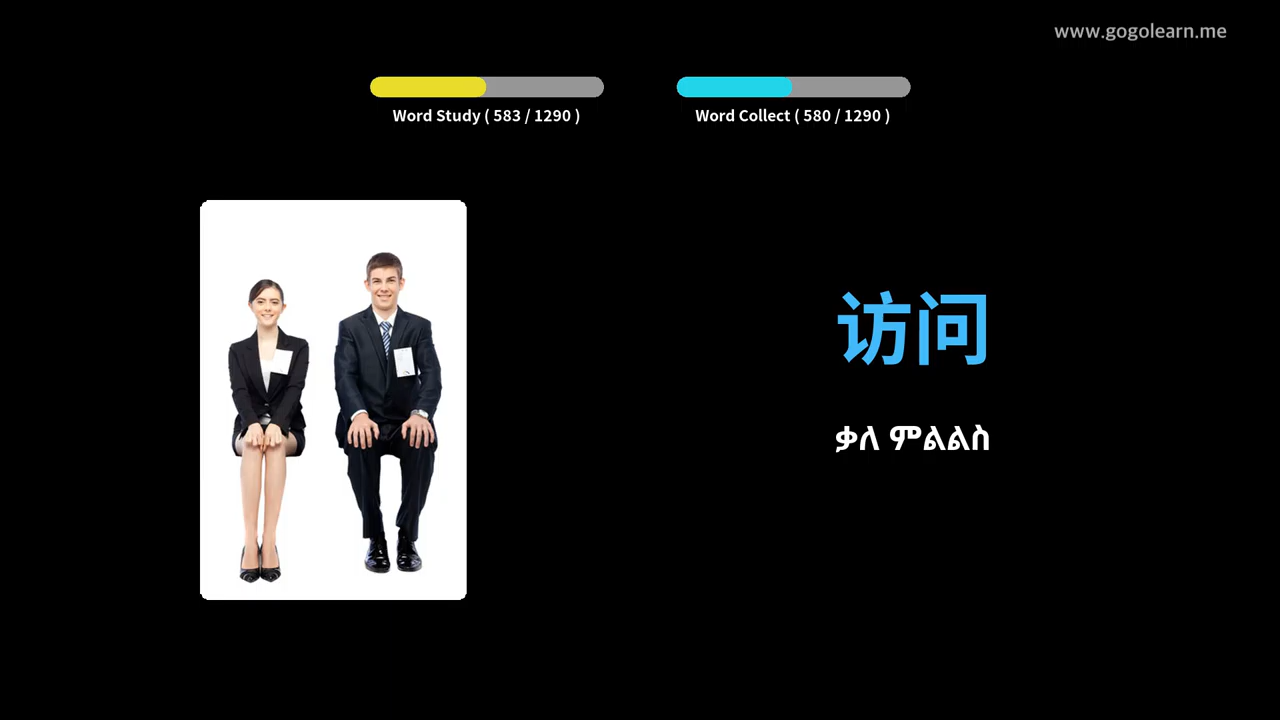 www.gogolearn.me
Word Study ( 583 / 1290 )
Word Collect ( 580 / 1290 )
访问
ቃለ ምልልስ